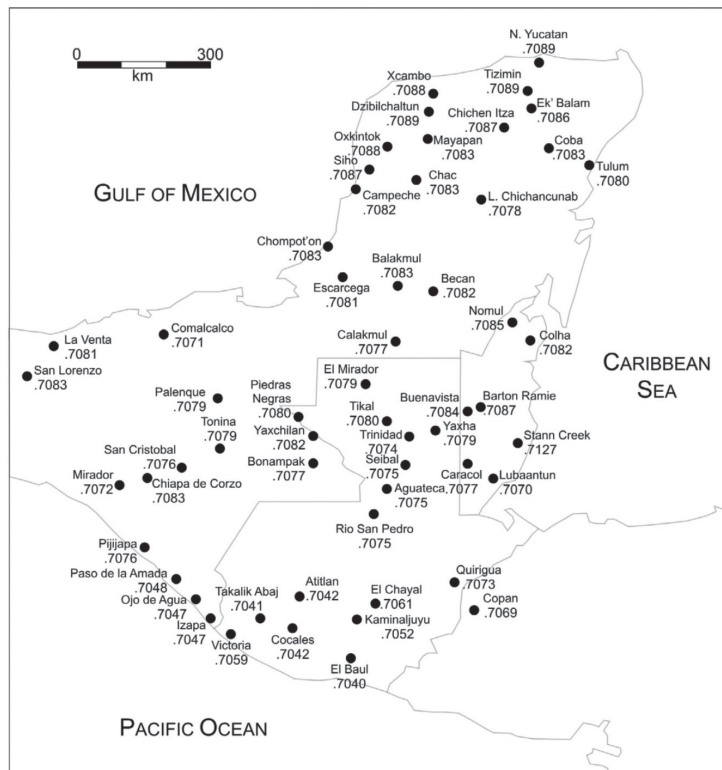 0
300
km
N. Yucatan
.7089
Xcambo
.7088
Tizimin
.7089
Dzibilchaltun
.7089
Chichen Itza
.7087
Ek' Balam
.7086
Oxkintok
.7088
Mayapan
.7083
Coba
.7083
Siho
.7087
Chac
.7083
Tulum
.7080
GULF OF MEXICO
Campeche
.7082
L. Chichancunab
.7078
Chompot'on
.7083
Balakmul
.7083
Escarcega
.7081
Becan
.7082
Nomul
.7085
La Venta
.7081
Comalcalco
.7071
Calakmul
.7077
Colha
.7082
CARIBBEAN
SEA
San Lorenzo
.7083
El Mirador
.7079
Palenque
.7079
Piedras
Negras
.7080
Buenavista
.7084
Barton Ramie
.7087
Tonina
.7079
Yaxchilan
.7082
Tikal
.7080
Trinidad
.7074
Yaxha
.7079
Stann Creek
.7127
San Cristobal
.7076
Bonampak
.7077
Seibal
.7075
Caracol
.7077
Lubaantun
.7070
Mirador
.7072
Chiapa de Corzo
.7083
Aguateca
.7075
Rio San Pedro
.7075
Pijijapa
.7076
Paso de la Amada
.7048
Ojo de Agua
.7047
Izapa
.7047
Takalik Abaj
.7041
Atitlan
.7042
El Chayal
.7061
Quirigua
.7073
Copan
.7069
Kaminaljuyu
.7052
Victoria
.7059
Cocales
.7042
El Baul
.7040
PACIFIC OCEAN